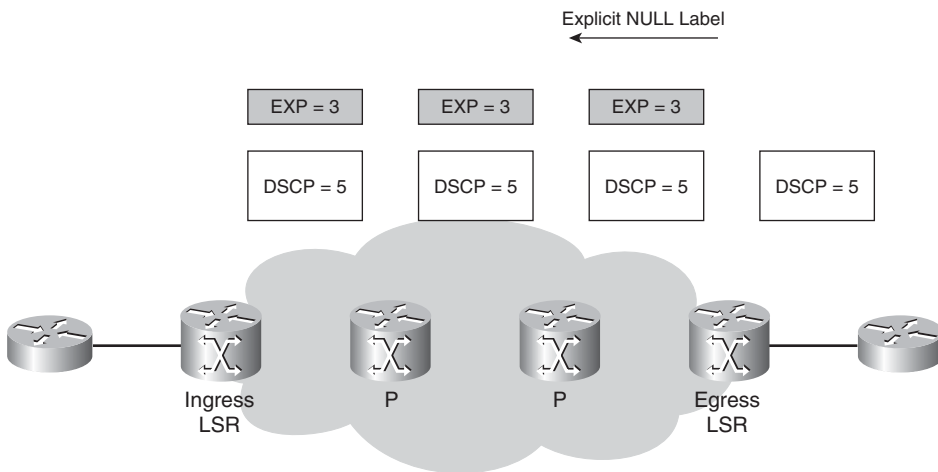 Explicit NULL Label
EXP = 3
EXP = 3
EXP = 3
DSCP = 5
DSCP = 5
DSCP = 5
DSCP = 5
Ingress
LSR
P
P
Egress
LSR